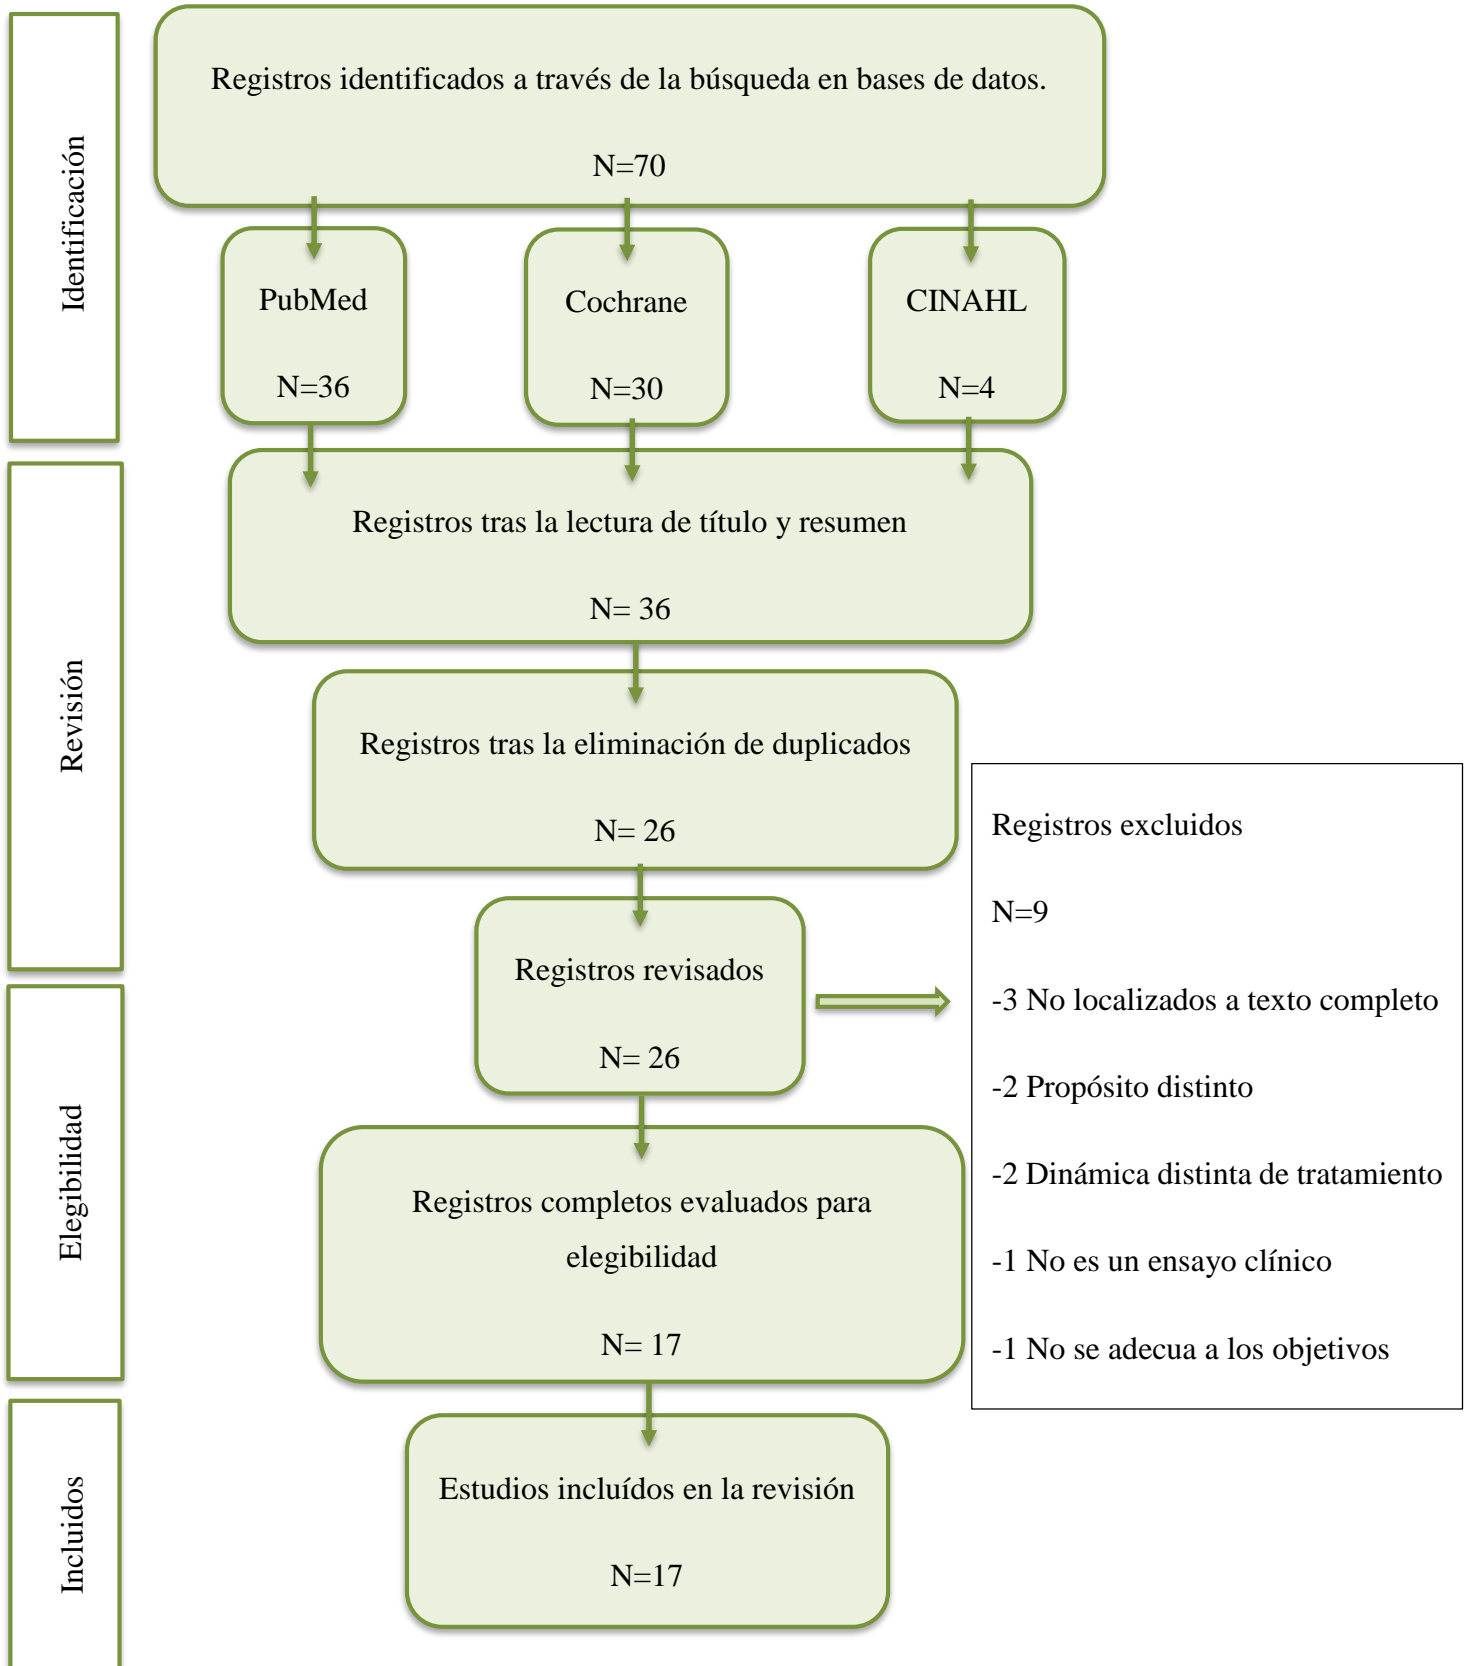 Identificación
Registros identificados a través de la búsqueda en bases de datos.
N=70
PubMed
N=36
Cochrane
N=30
CINAHL
N=4
Revisión
Registros tras la lectura de título y resumen
N= 36
Registros tras la eliminación de duplicados
N= 26
Registros revisados
N= 26
Registros excluidos
N=9
-3 No localizados a texto completo
-2 Propósito distinto
-2 Dinámica distinta de tratamiento
-1 No es un ensayo clínico
-1 No se adecua a los objetivos
Elegibilidad
Registros completos evaluados para
elegibilidad
N= 17
Incluidos
Estudios incluídos en la revisión
N=17